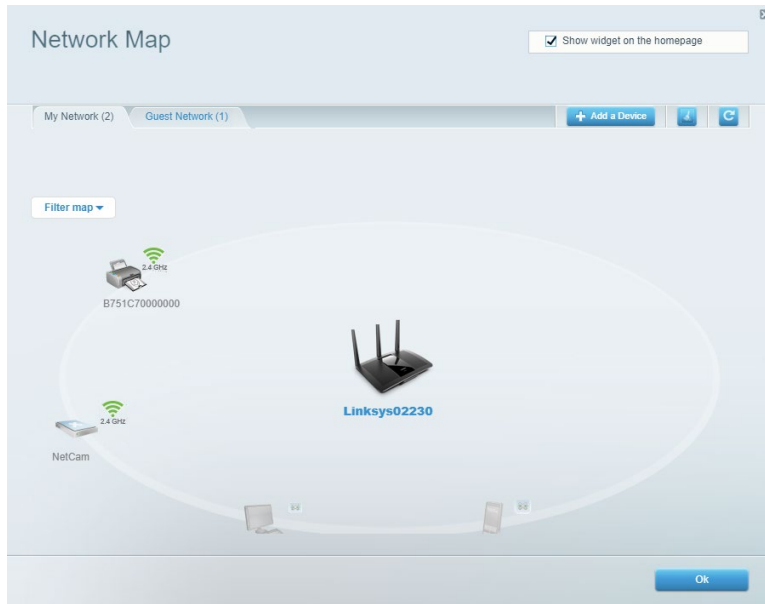 Network Map
Show widget on the homepage
My Network (2)
Guest Network (1)
Add a Device
Filter map
2.4 GHz
B751C70000000
Linksys02230
2.4 GHz
NetCam
Ok